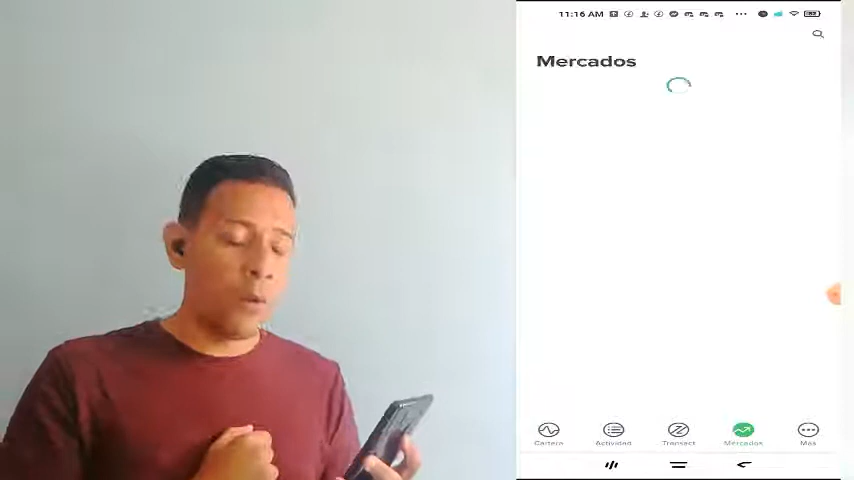 11:16 AM
Mercados
Cartera
Actividad
Transact
Mercados
Más